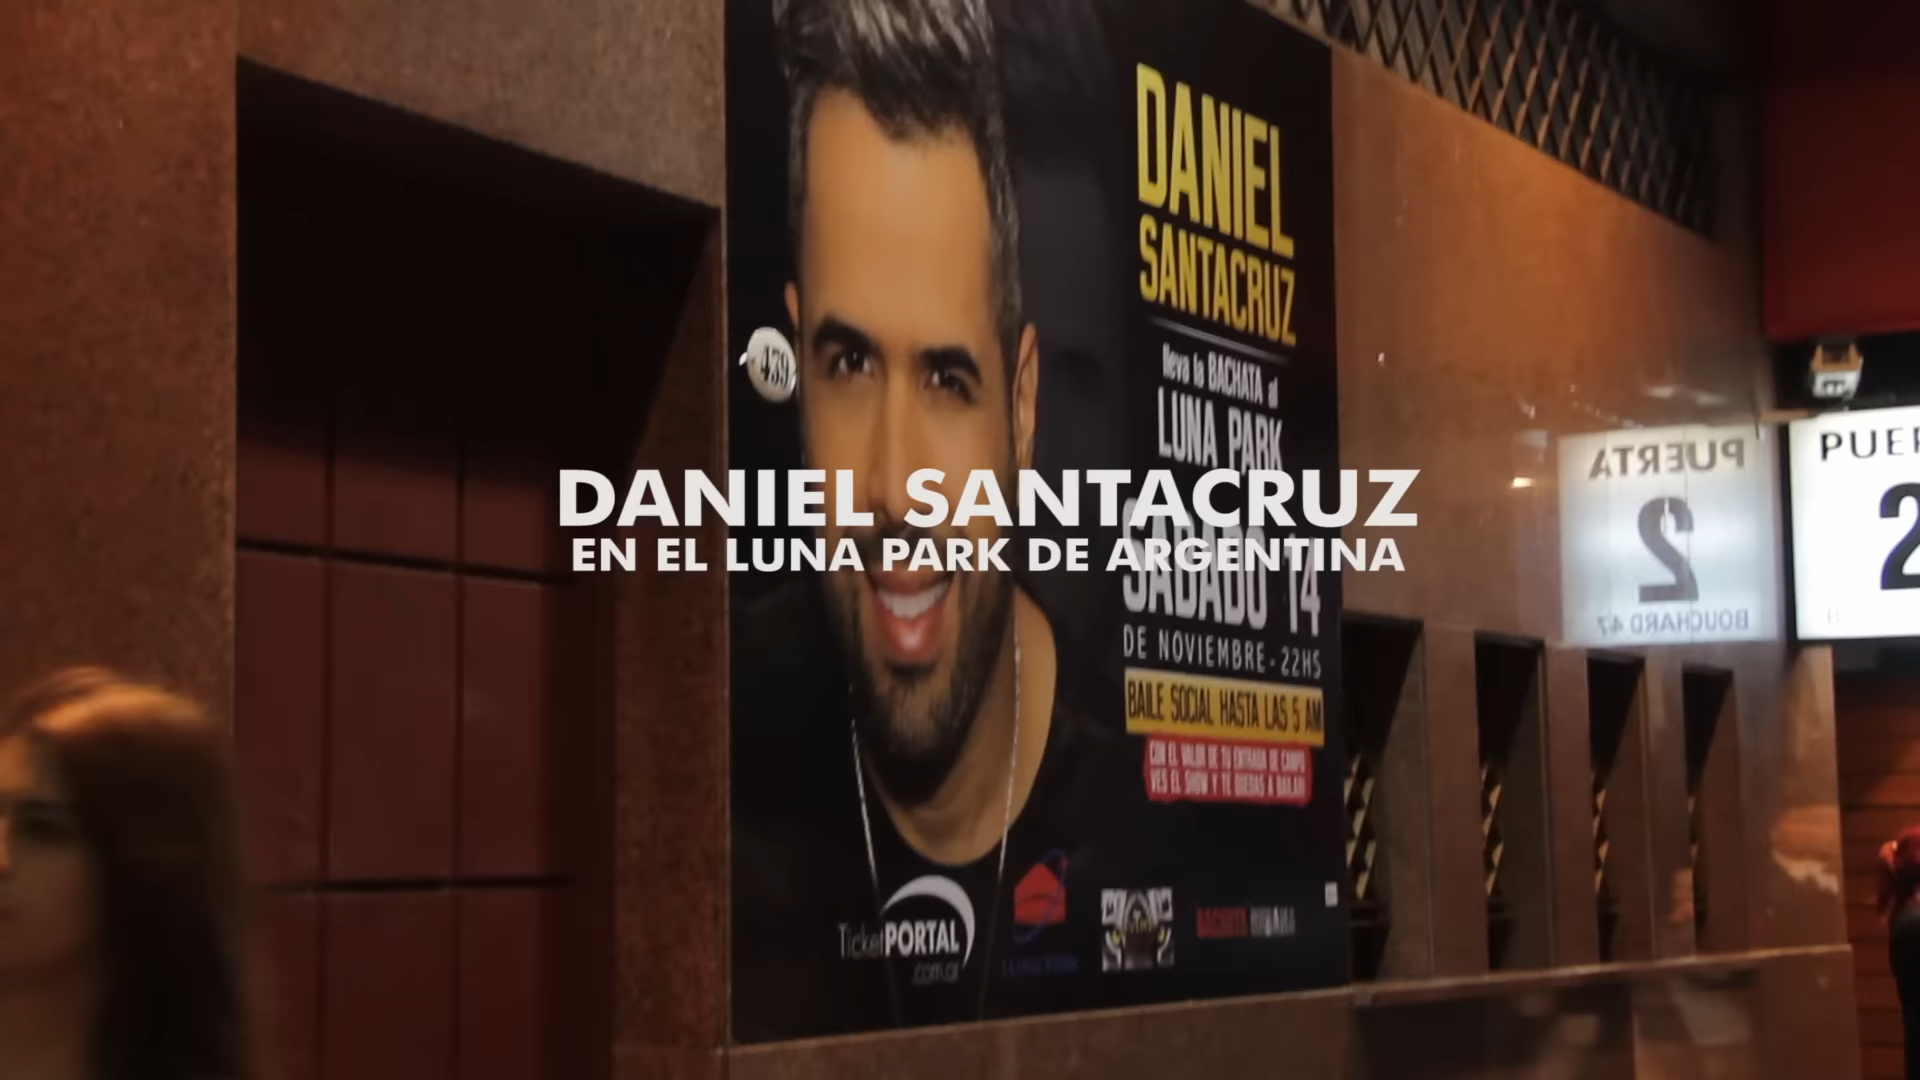 DANIEL
SANTACRUZ
lleva la BACHATA al
LUNA PARK
DANIEL SANTACRUZ
EN EL LUNA PARK DE ARGENTINA
SABADO 14
DE NOVIEMBRE - 22HS
BAILE SOCIAL HASTA LAS 5 AM
CON EL VALOR DE TU ENTRADA DE CAMPO
VES EL SHOW Y TE QUEDAS A BAILAR
439
TicketPORTAL
.com.ar
PUERTA
2
BOUCHARD 47
PUER
2